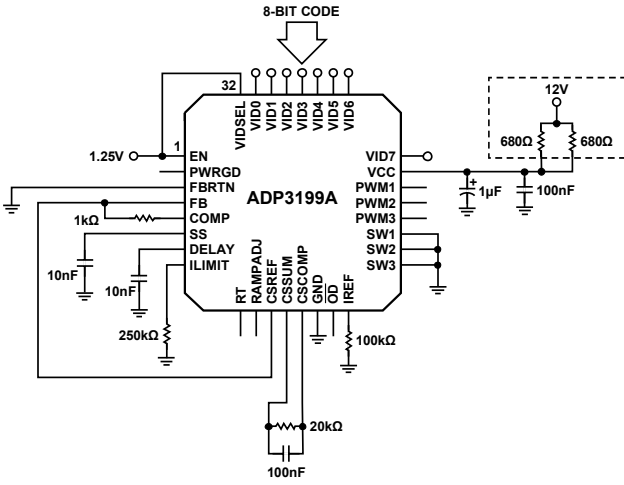 8-BIT CODE
32
VIDSEL
VID0
VID1
VID2
VID3
VID4
VID5
VID6
12V
680Ω
680Ω
1
1.25V
EN
PWRGD
FBRTN
FB
COMP
SS
DELAY
ILIMIT
ADP3199A
VID7
VCC
PWM1
PWM2
PWM3
SW1
SW2
SW3
+
1µF
100nF
1kΩ
10nF
10nF
250kΩ
RT
RAMPADJ
CSREF
CSSUM
CSCOMP
GND
OD
IREF
100kΩ
20kΩ
100nF